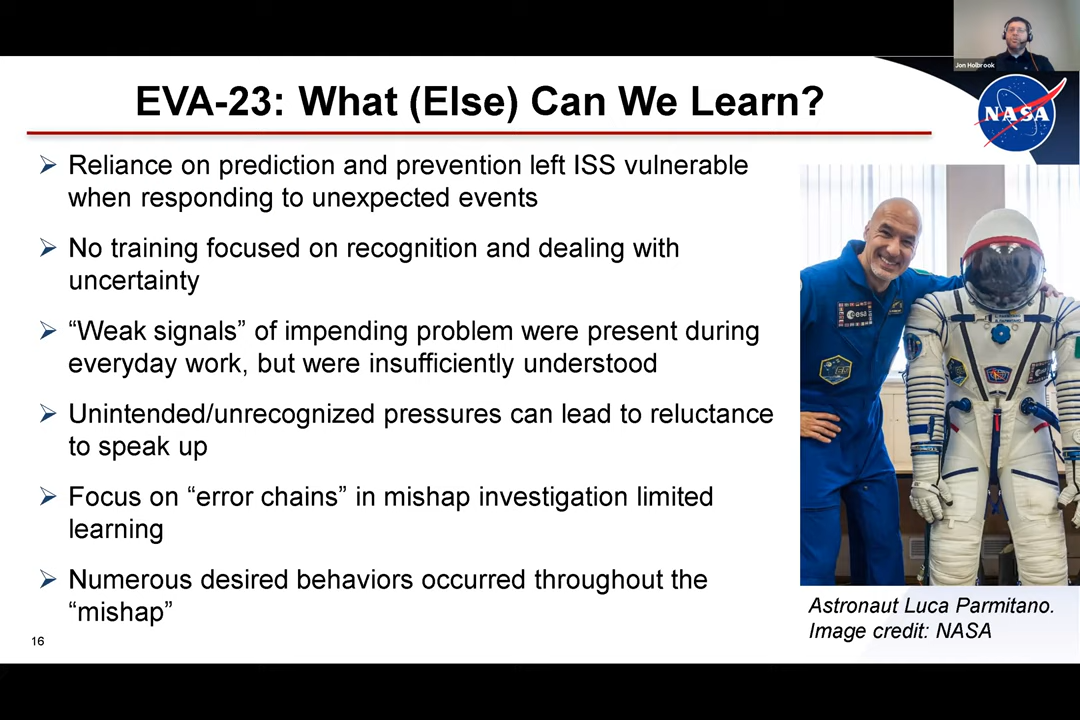 Jon Holbrook
EVA-23: What (Else) Can We Learn?
NASA
➢ Reliance on prediction and prevention left ISS vulnerable
when responding to unexpected events
➢ No training focused on recognition and dealing with
uncertainty
➢ “Weak signals” of impending problem were present during
everyday work, but were insufficiently understood
➢ Unintended/unrecognized pressures can lead to reluctance
to speak up
➢ Focus on “error chains” in mishap investigation limited
learning
➢ Numerous desired behaviors occurred throughout the
“mishap”
esa
Astronaut Luca Parmitano.
Image credit: NASA
16